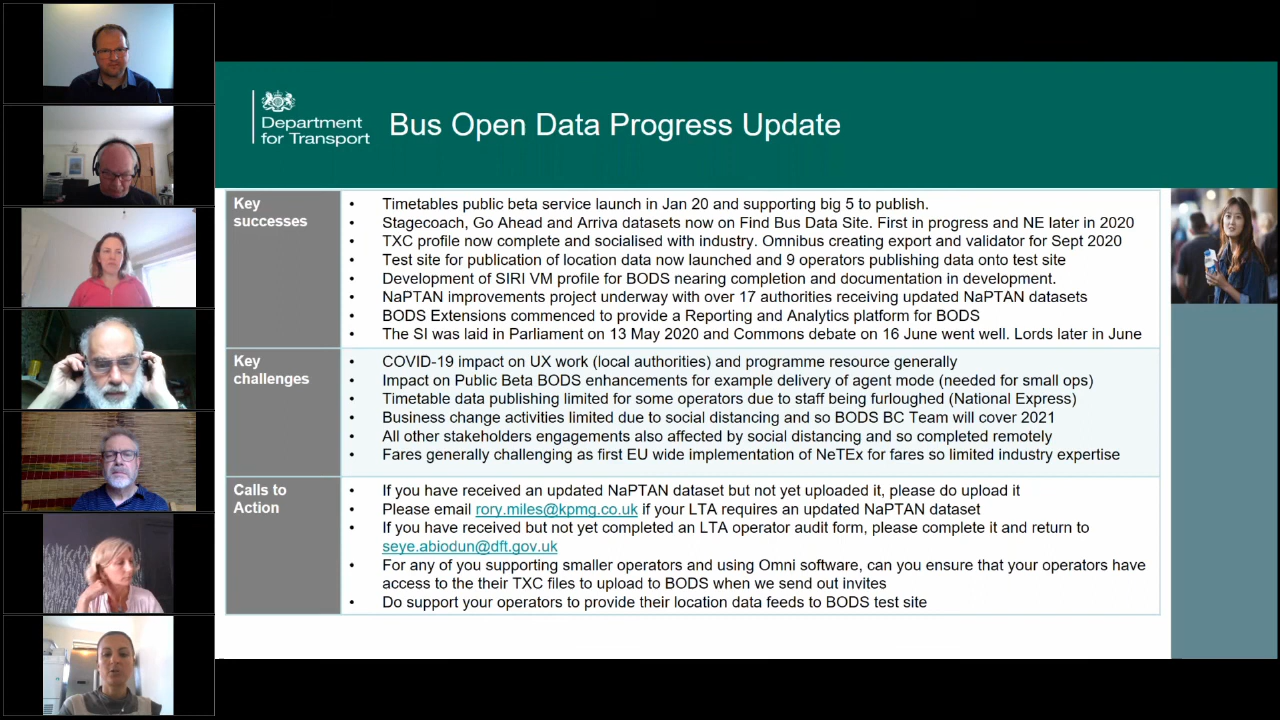 Department
for Transport
Bus Open Data Progress Update
Key
successes
• Timetables public beta service launch in Jan 20 and supporting big 5 to publish.
• Stagecoach, Go Ahead and Arriva datasets now on Find Bus Data Site. First in progress and NE later in 2020
• TXC profile now complete and socialised with industry. Omnibus creating export and validator for Sept 2020
• Test site for publication of location data now launched and 9 operators publishing data onto test site
• Development of SIRI VM profile for BODS nearing completion and documentation in development.
• NaPTAN improvements project underway with over 17 authorities receiving updated NaPTAN datasets
• BODS Extensions commenced to provide a Reporting and Analytics platform for BODS
• The SI was laid in Parliament on 13 May 2020 and Commons debate on 16 June went well. Lords later in June
Key
challenges
• COVID-19 impact on UX work (local authorities) and programme resource generally
• Impact on Public Beta BODS enhancements for example delivery of agent mode (needed for small ops)
• Timetable data publishing limited for some operators due to staff being furloughed (National Express)
• Business change activities limited due to social distancing and so BODS BC Team will cover 2021
• All other stakeholders engagements also affected by social distancing and so completed remotely
• Fares generally challenging as first EU wide implementation of NeTEx for fares so limited industry expertise
Calls to
Action
• If you have received an updated NaPTAN dataset but not yet uploaded it, please do upload it
• Please email rory.miles@kpmg.co.uk if your LTA requires an updated NaPTAN dataset
• If you have received but not yet completed an LTA operator audit form, please complete it and return to
seye.abiodun@dft.gov.uk
• For any of you supporting smaller operators and using Omni software, can you ensure that your operators have
access to the their TXC files to upload to BODS when we send out invites
• Do support your operators to provide their location data feeds to BODS test site